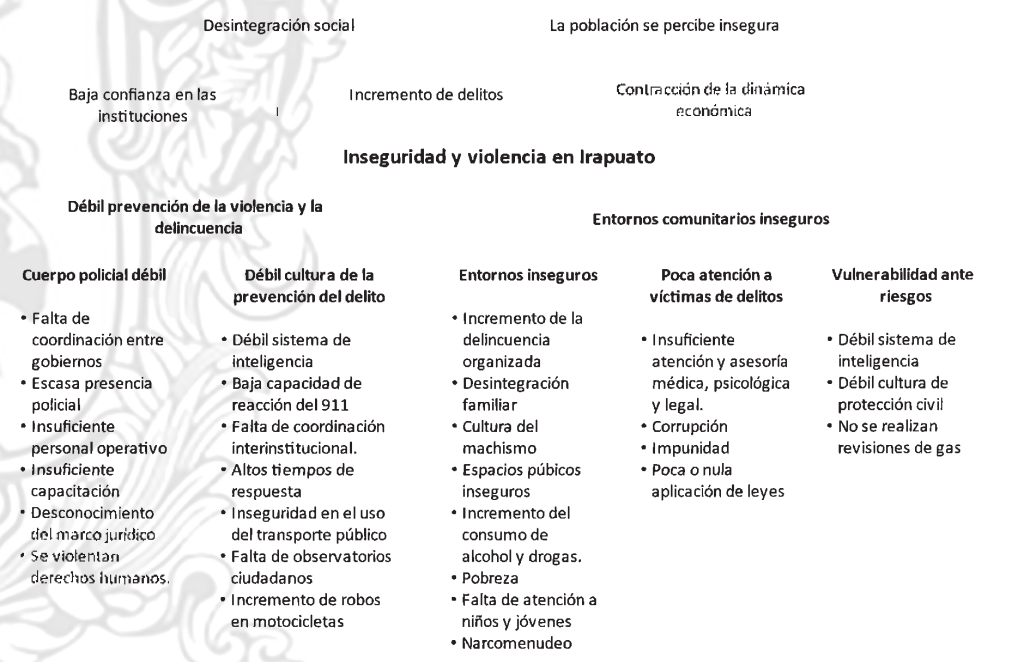 Desintegración social
La población se percibe insegura
Baja confianza en las
instituciones
Incremento de delitos
Contracción de la dinámica
económica
Inseguridad y violencia en Irapuato
Débil prevención de la violencia y la
delincuencia
Entornos comunitarios inseguros
Cuerpo policial débil
• Falta de
coordinación entre
gobiernos
• Escasa presencia
policial
• Insuficiente
personal operativo
• Insuficiente
capacitación
• Desconocimiento
del marco jurídico
• Se violentan
derechos humanos.
Débil cultura de la
prevención del delito
• Débil sistema de
inteligencia
• Baja capacidad de
reacción del 911
• Falta de coordinación
interinstitucional.
• Altos tiempos de
respuesta
• Inseguridad en el uso
del transporte público
• Falta de observatorios
ciudadanos
• Incremento de robos
en motocicletas
Entornos inseguros
• Incremento de la
delincuencia
organizada
• Desintegración
familiar
• Cultura del
machismo
• Espacios púbicos
inseguros
• Incremento del
consumo de
alcohol y drogas.
• Pobreza
• Falta de atención a
niños y jóvenes
• Narcomenudeo
Poca atención a
víctimas de delitos
• Insuficiente
atención y asesoría
médica, psicológica
y legal.
• Corrupción
• Impunidad
• Poca o nula
aplicación de leyes
Vulnerabilidad ante
riesgos
• Débil sistema de
inteligencia
• Débil cultura de
protección civil
• No se realizan
revisiones de gas